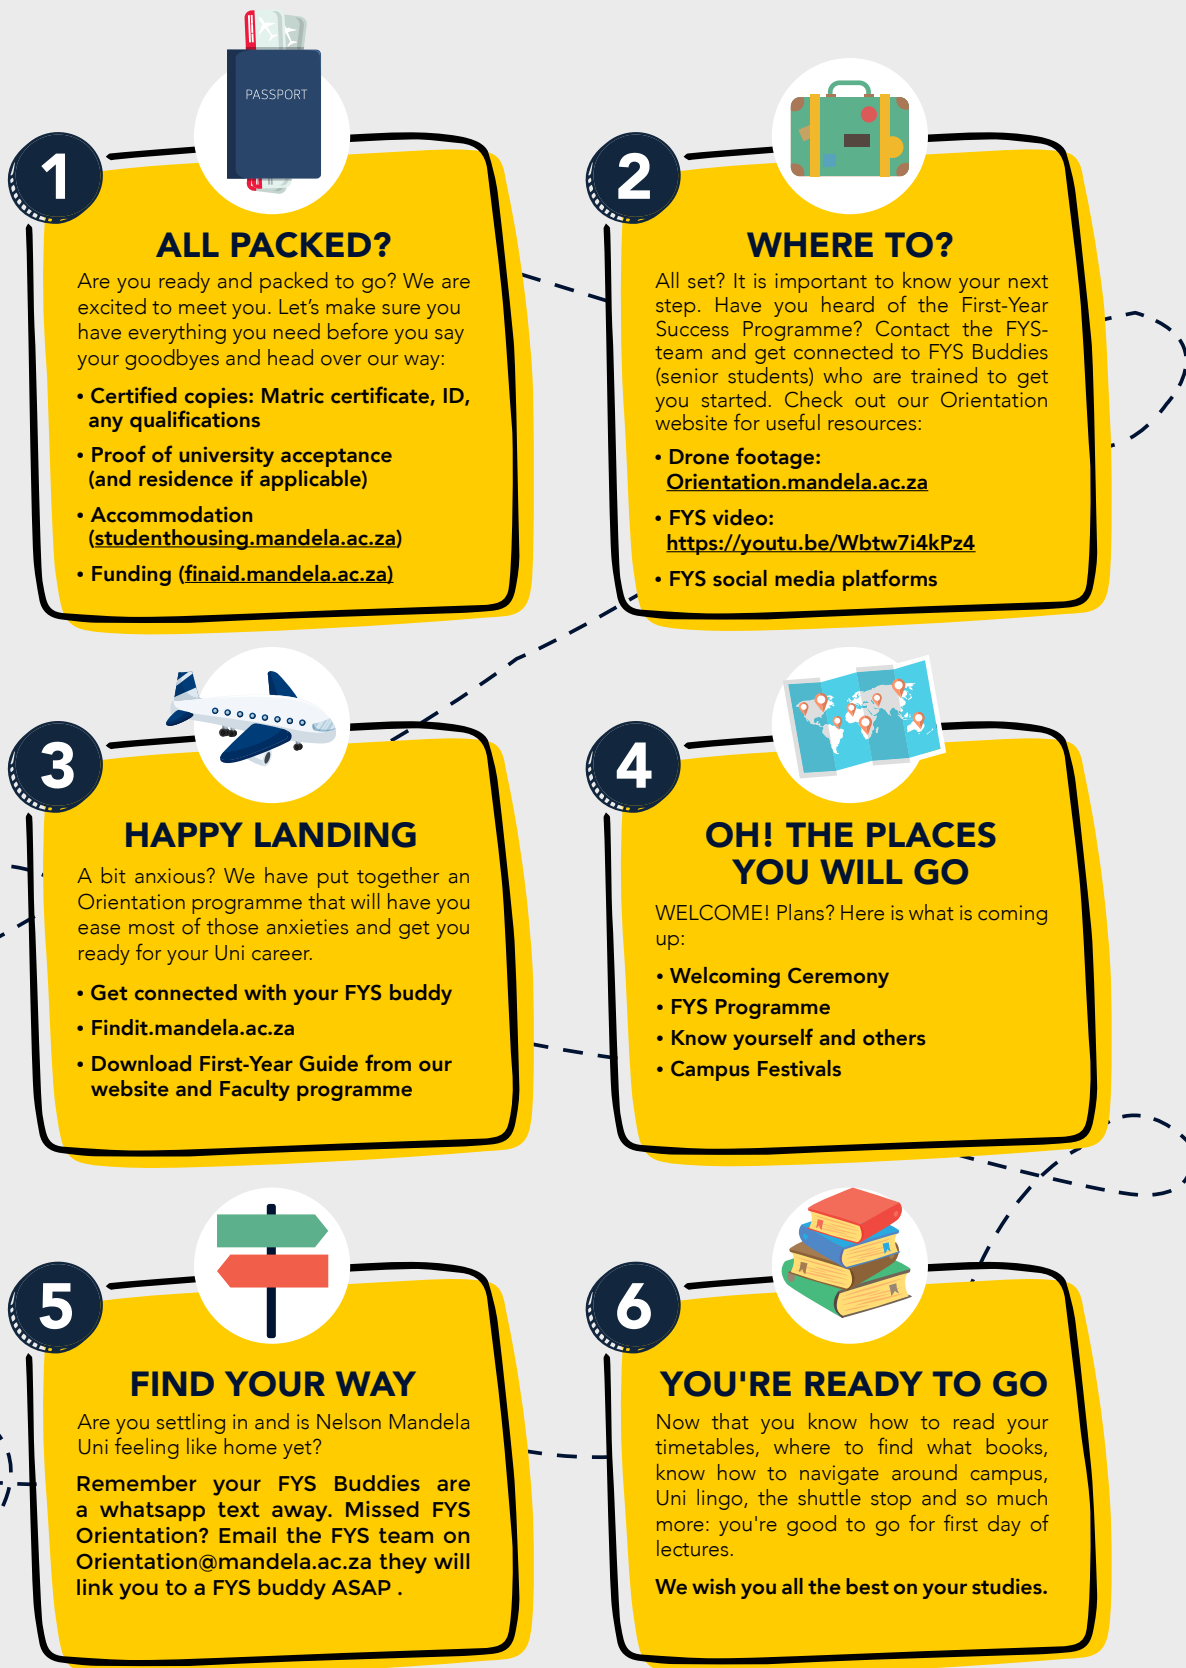 PASSPORT
1
ALL PACKED?
Are you ready and packed to go? We are
excited to meet you. Let's make sure you
have everything you need before you say
your goodbyes and head over our way:
• Certified copies: Matric certificate, ID,
any qualifications
• Proof of university acceptance
(and residence if applicable)
• Accommodation
(studenthousing.mandela.ac.za)
• Funding (finaid.mandela.ac.za)
2
WHERE TO?
All set? It is important to know your next
step. Have you heard of the First-Year
Success Programme? Contact the FYS-
team and get connected to FYS Buddies
(senior students) who are trained to get
you started. Check out our Orientation
website for useful resources:
• Drone footage:
Orientation.mandela.ac.za
• FYS video:
https://youtu.be/Wbtw7i4kPz4
• FYS social media platforms
3
HAPPY LANDING
A bit anxious? We have put together an
Orientation programme that will have you
ease most of those anxieties and get you
ready for your Uni career.
• Get connected with your FYS buddy
• Findit.mandela.ac.za
• Download First-Year Guide from our
website and Faculty programme
4
OH! THE PLACES
YOU WILL GO
WELCOME! Plans? Here is what is coming
up:
• Welcoming Ceremony
• FYS Programme
• Know yourself and others
• Campus Festivals
5
FIND YOUR WAY
Are you settling in and is Nelson Mandela
Uni feeling like home yet?
Remember your FYS Buddies are
a whatsapp text away. Missed FYS
Orientation? Email the FYS team on
Orientation@mandela.ac.za they will
link you to a FYS buddy ASAP .
6
YOU'RE READY TO GO
Now that you know how to read your
timetables, where to find what books,
know how to navigate around campus,
Uni lingo, the shuttle stop and so much
more: you're good to go for first day of
lectures.
We wish you all the best on your studies.